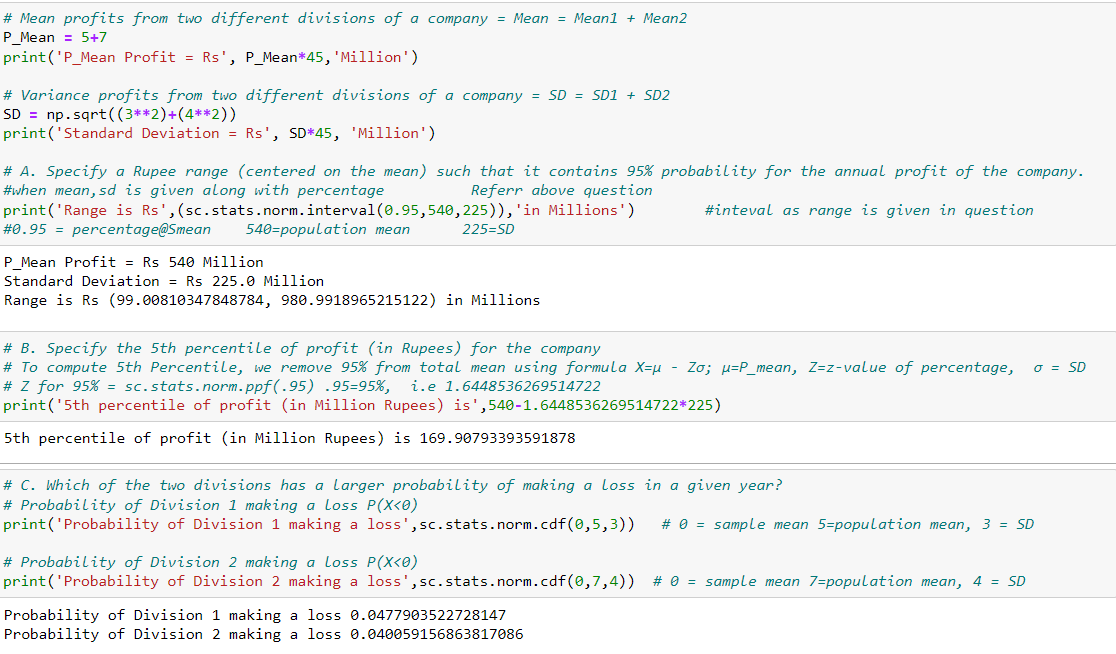 # Mean profits from two different divisions of a company = Mean = Mean1 + Mean2
P_Mean = 5+7
print('P_Mean Profit = Rs', P_Mean*45,'Million')
# Variance profits from two different divisions of a company = SD = SD1 + SD2
SD = np.sqrt((3**2)+(4**2))
print('Standard Deviation = Rs', SD*45, 'Million')
# A. Specify a Rupee range (centered on the mean) such that it contains 95% probability for the annual profit of the company.
#when mean,sd is given along with percentage          Referr above question
print('Range is Rs',(sc.stats.norm.interval(0.95,540,225)),'in Millions')        #inteval as range is given in question
#0.95 = percentage@Smean    540=population mean      225=SD
P_Mean Profit = Rs 540 Million
Standard Deviation = Rs 225.0 Million
Range is Rs (99.00810347848784, 980.9918965215122) in Millions
# B. Specify the 5th percentile of profit (in Rupees) for the company
# To compute 5th Percentile, we remove 95% from total mean using formula X=μ - Zσ; μ=P_mean, Z=z-value of percentage,  σ = SD
# Z for 95% = sc.stats.norm.ppf(.95) .95=95%,  i.e 1.6448536269514722
print('5th percentile of profit (in Million Rupees) is',540-1.6448536269514722*225)
5th percentile of profit (in Million Rupees) is 169.90793393591878
# C. Which of the two divisions has a larger probability of making a loss in a given year?
# Probability of Division 1 making a loss P(X<0)
print('Probability of Division 1 making a loss',sc.stats.norm.cdf(0,5,3))   # 0 = sample mean 5=population mean, 3 = SD
# Probability of Division 2 making a loss P(X<0)
print('Probability of Division 2 making a loss',sc.stats.norm.cdf(0,7,4))  # 0 = sample mean 7=population mean, 4 = SD
Probability of Division 1 making a loss 0.0477903522728147
Probability of Division 2 making a loss 0.040059156863817086